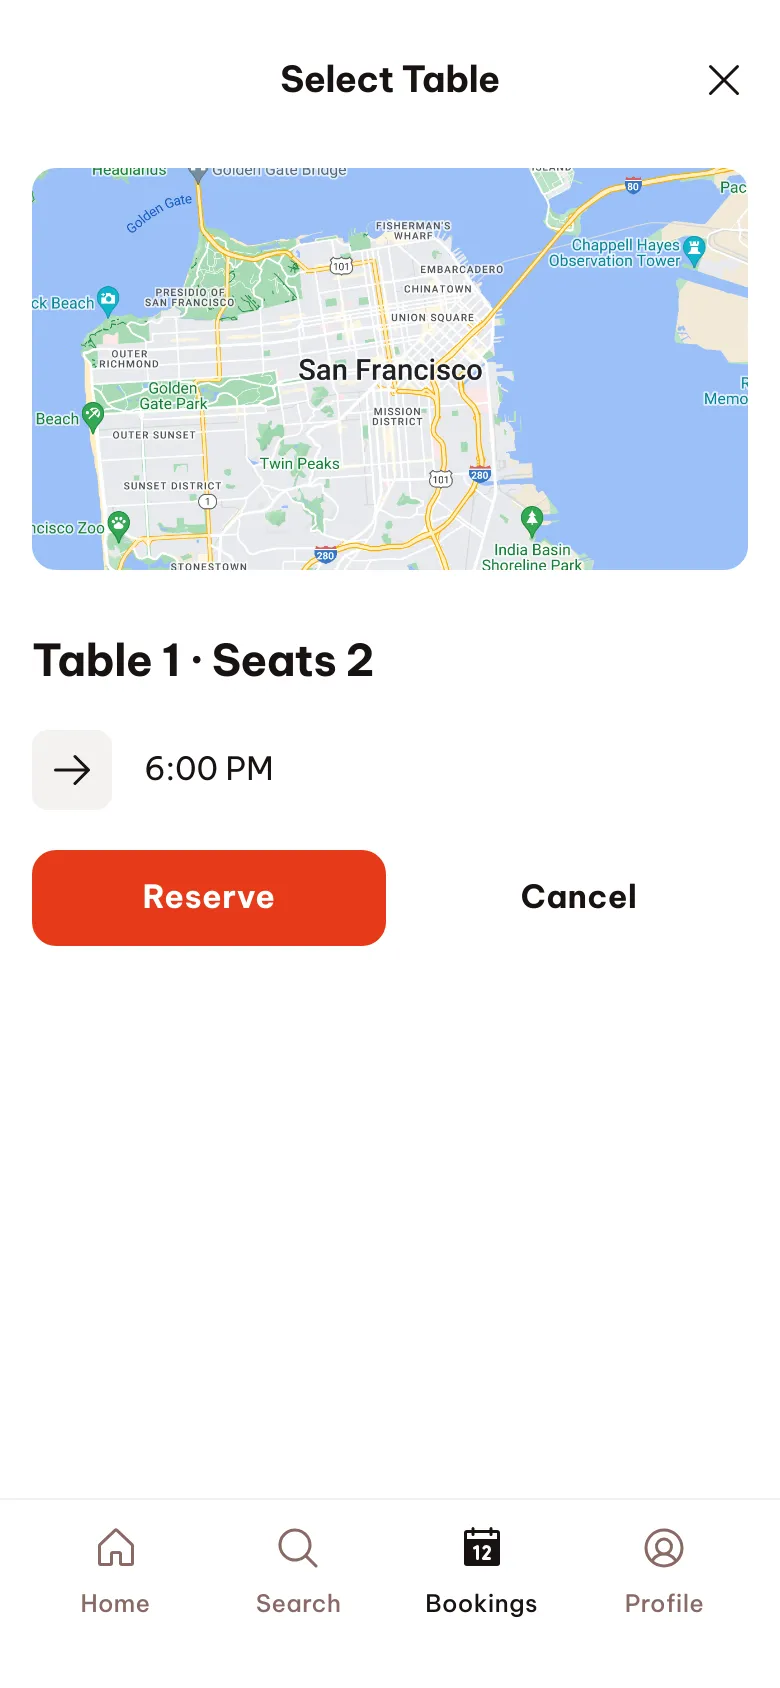 Select Table
Headlands
Golden Gate Bridge
ISLAND
80
Pac
Golden Gate
FISHERMAN'S
WHARF
Chappell Hayes
Observation Tower
101
EMBARCADERO
CHINATOWN
ck Beach
PRESIDIO OF
SAN FRANCISCO
UNION SQUARE
OUTER
RICHMOND
San Francisco
R
Memo
Golden
Gate Park
Beach
MISSION
DISTRICT
OUTER SUNSET
Twin Peaks
SUNSET DISTRICT
101
280
1
ncisco Zoo
280
India Basin
Shoreline Park
STONESTOWN
Table 1 · Seats 2
6:00 PM
Reserve
Cancel
12
Home
Search
Bookings
Profile